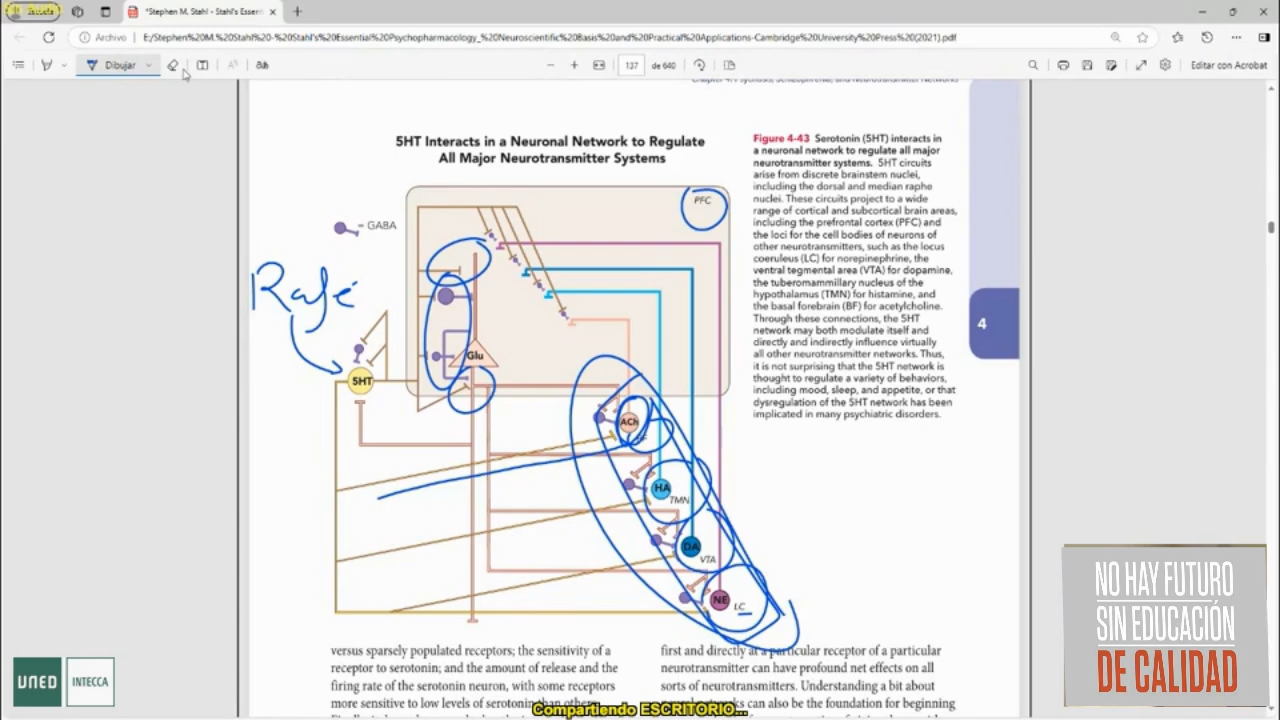 *Stephen M. Stahl - Stahl's Essen
Archivo
E:/Stephen%20M.%20Stahl%20-%20Stahl's%20Essential%20Psychopharmacology_%20Neuroscientific%20Basis%20and%20Practical%20Applications-Cambridge%20University%20Press%20(2021).pdf
Dibujar
137 de 640
Editar con Acrobat
Chapter 4: Psychosis, Schizophrenia, and Neurotransmitter Networks
5HT Interacts in a Neuronal Network to Regulate
All Major Neurotransmitter Systems
PFC
GABA
Rafé
Glu
5HT
ACh
HA
TMN
DA
VTA
NE
LC
Figure 4-43 Serotonin (5HT) interacts in
a neuronal network to regulate all major
neurotransmitter systems. 5HT circuits
arise from discrete brainstem nuclei,
including the dorsal and median raphe
nuclei. These circuits project to a wide
range of cortical and subcortical brain areas,
including the prefrontal cortex (PFC) and
the loci for the cell bodies of neurons of
other neurotransmitters, such as the locus
coeruleus (LC) for norepinephrine, the
ventral tegmental area (VTA) for dopamine,
the tuberomammillary nucleus of the
hypothalamus (TMN) for histamine, and
the basal forebrain (BF) for acetylcholine.
Through these connections, the 5HT
network may both modulate itself and
directly and indirectly influence virtually
all other neurotransmitter networks. Thus,
it is not surprising that the 5HT network is
thought to regulate a variety of behaviors,
including mood, sleep, and appetite, or that
dysregulation of the 5HT network has been
implicated in many psychiatric disorders.
4
versus sparsely populated receptors; the sensitivity of a
receptor to serotonin; and the amount of release and the
firing rate of the serotonin neuron, with some receptors
more sensitive to low levels of serotonin than others.
first and directly at a particular receptor of a particular
neurotransmitter can have profound net effects on all
sorts of neurotransmitters. Understanding a bit about
can also be the foundation for beginning
Compartiendo ESCRITORIO...
UNED
INTECCA
NO HAY FUTURO
SIN EDUCACIÓN
DE CALIDAD